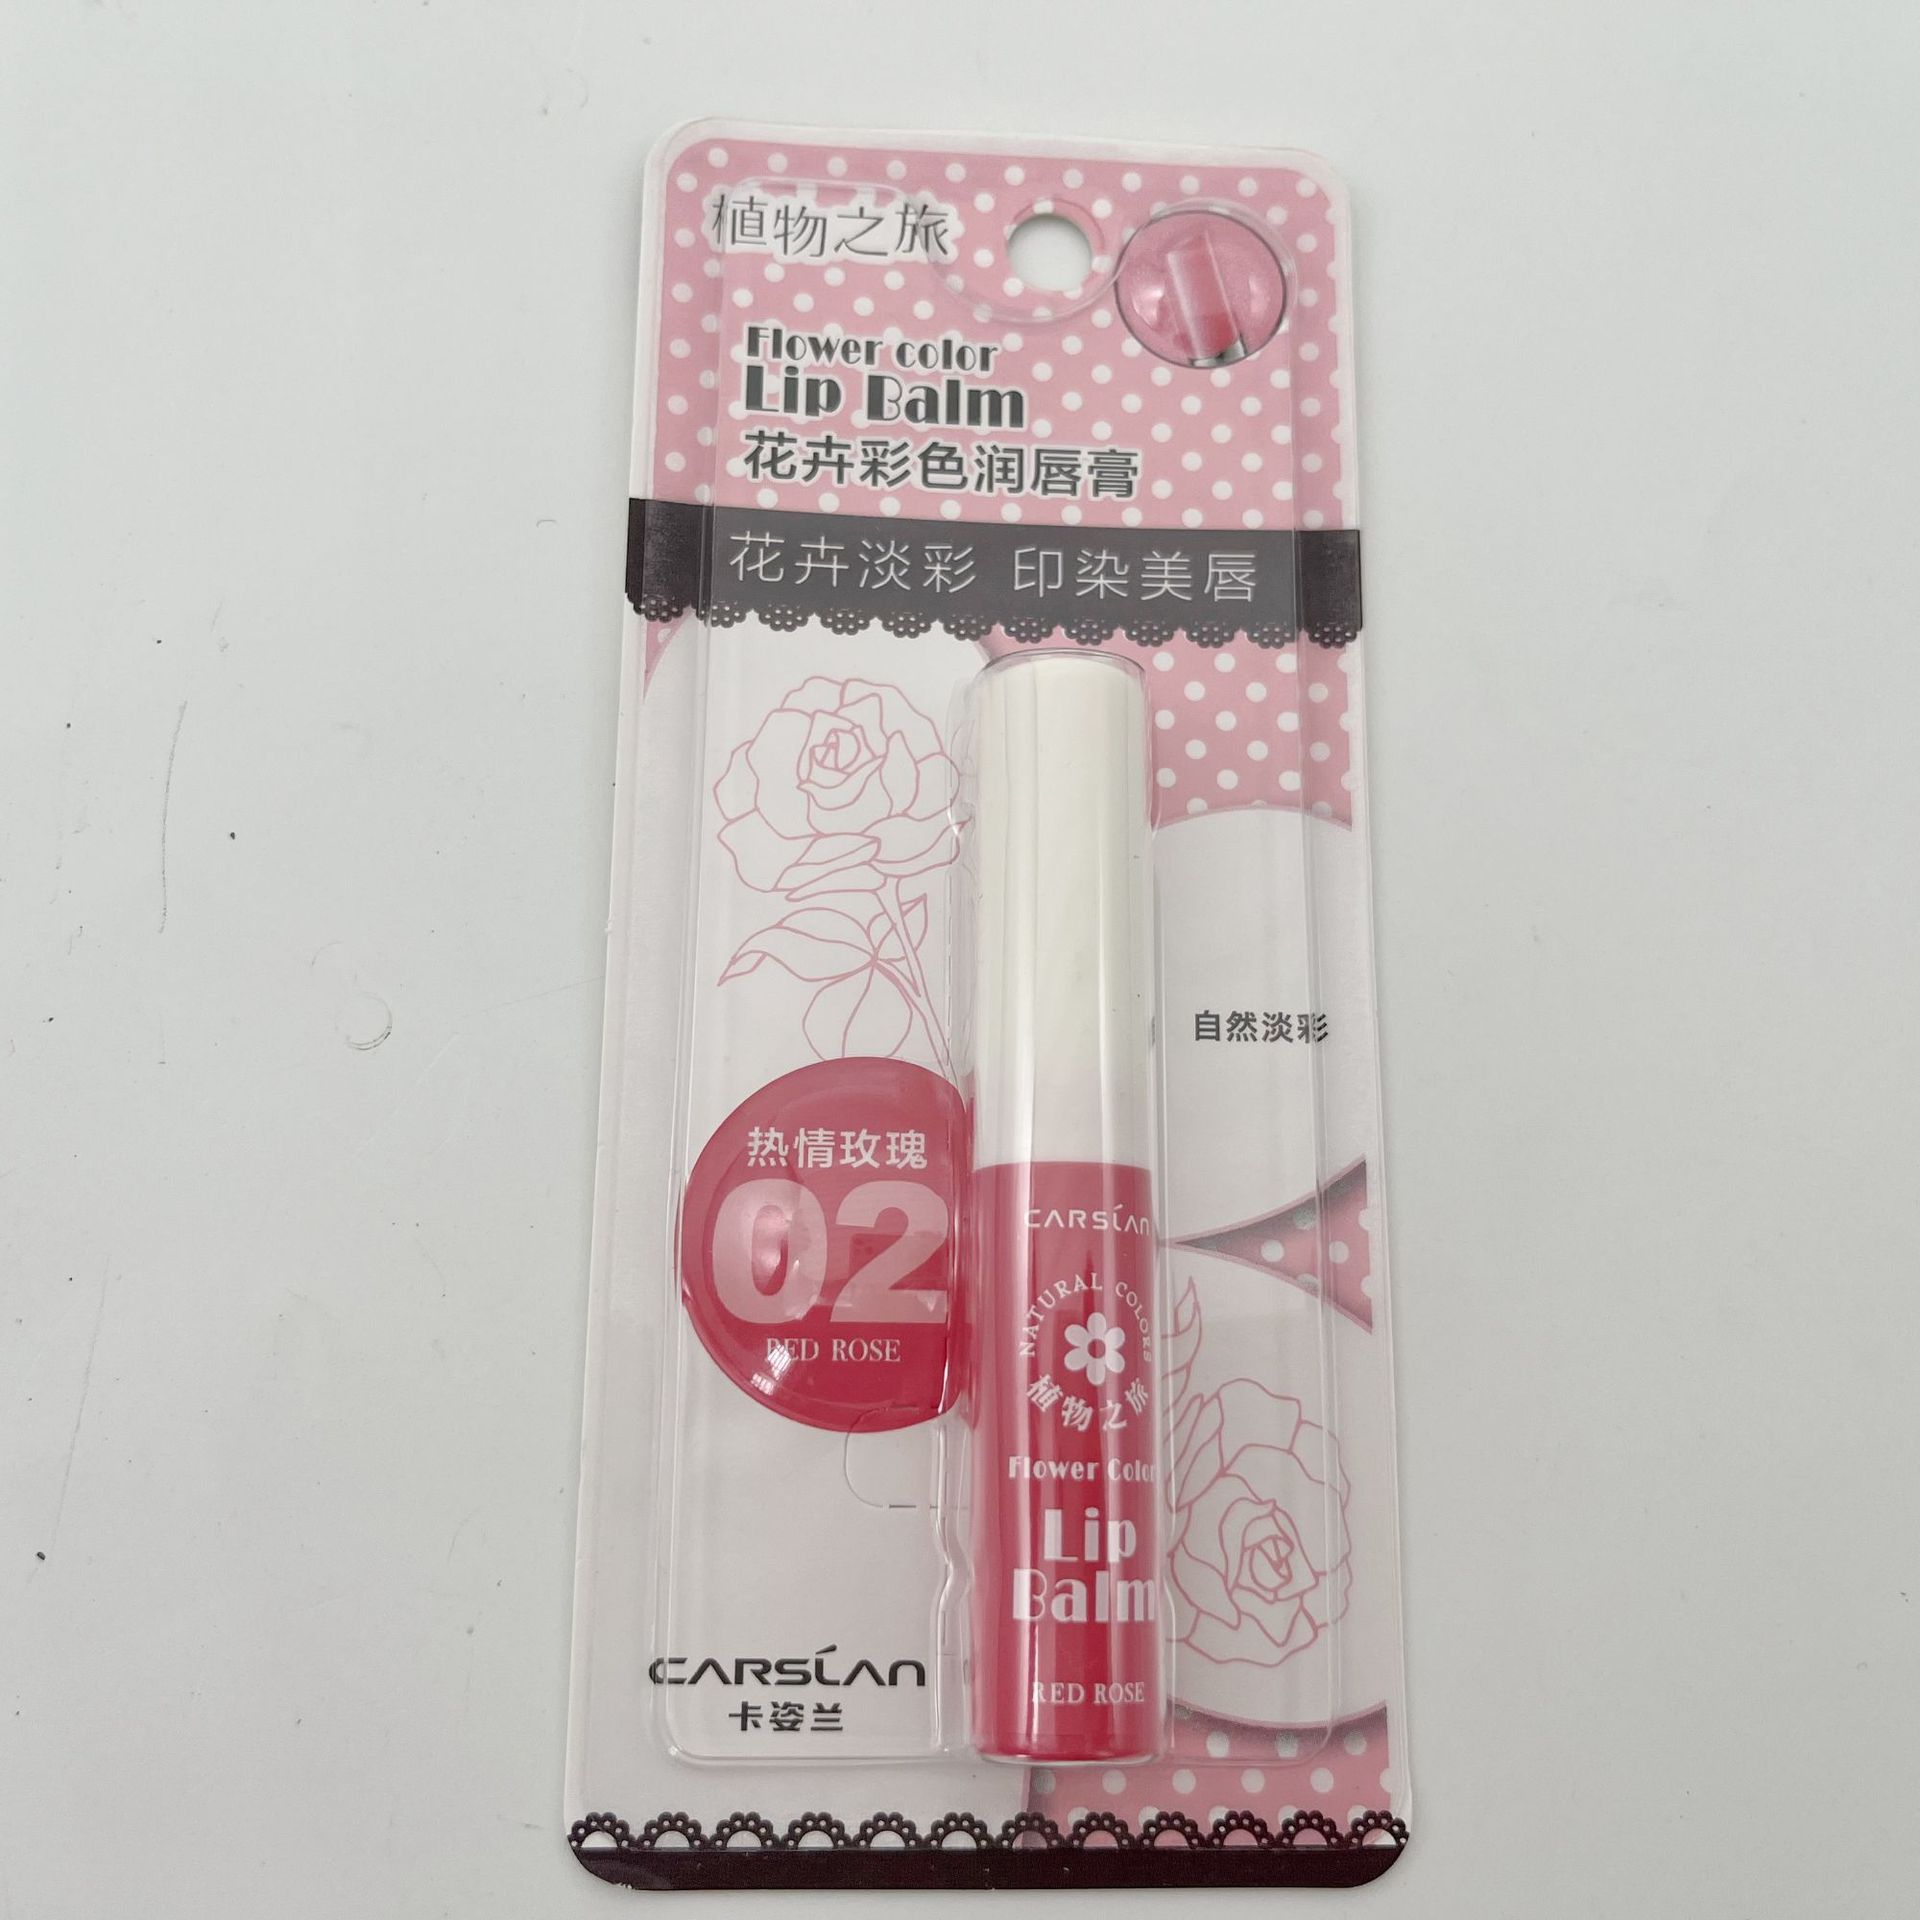 植物之旅
Flower color
Lip Balm
花卉彩色润唇膏
花卉淡彩 印染美唇
自然淡彩
热情玫瑰
02
RED ROSE
CARSLAN
NATURAL COLORS
植物之旅
Flower Color
Lip
Balm
RED ROSE
CARSLAN
卡姿兰